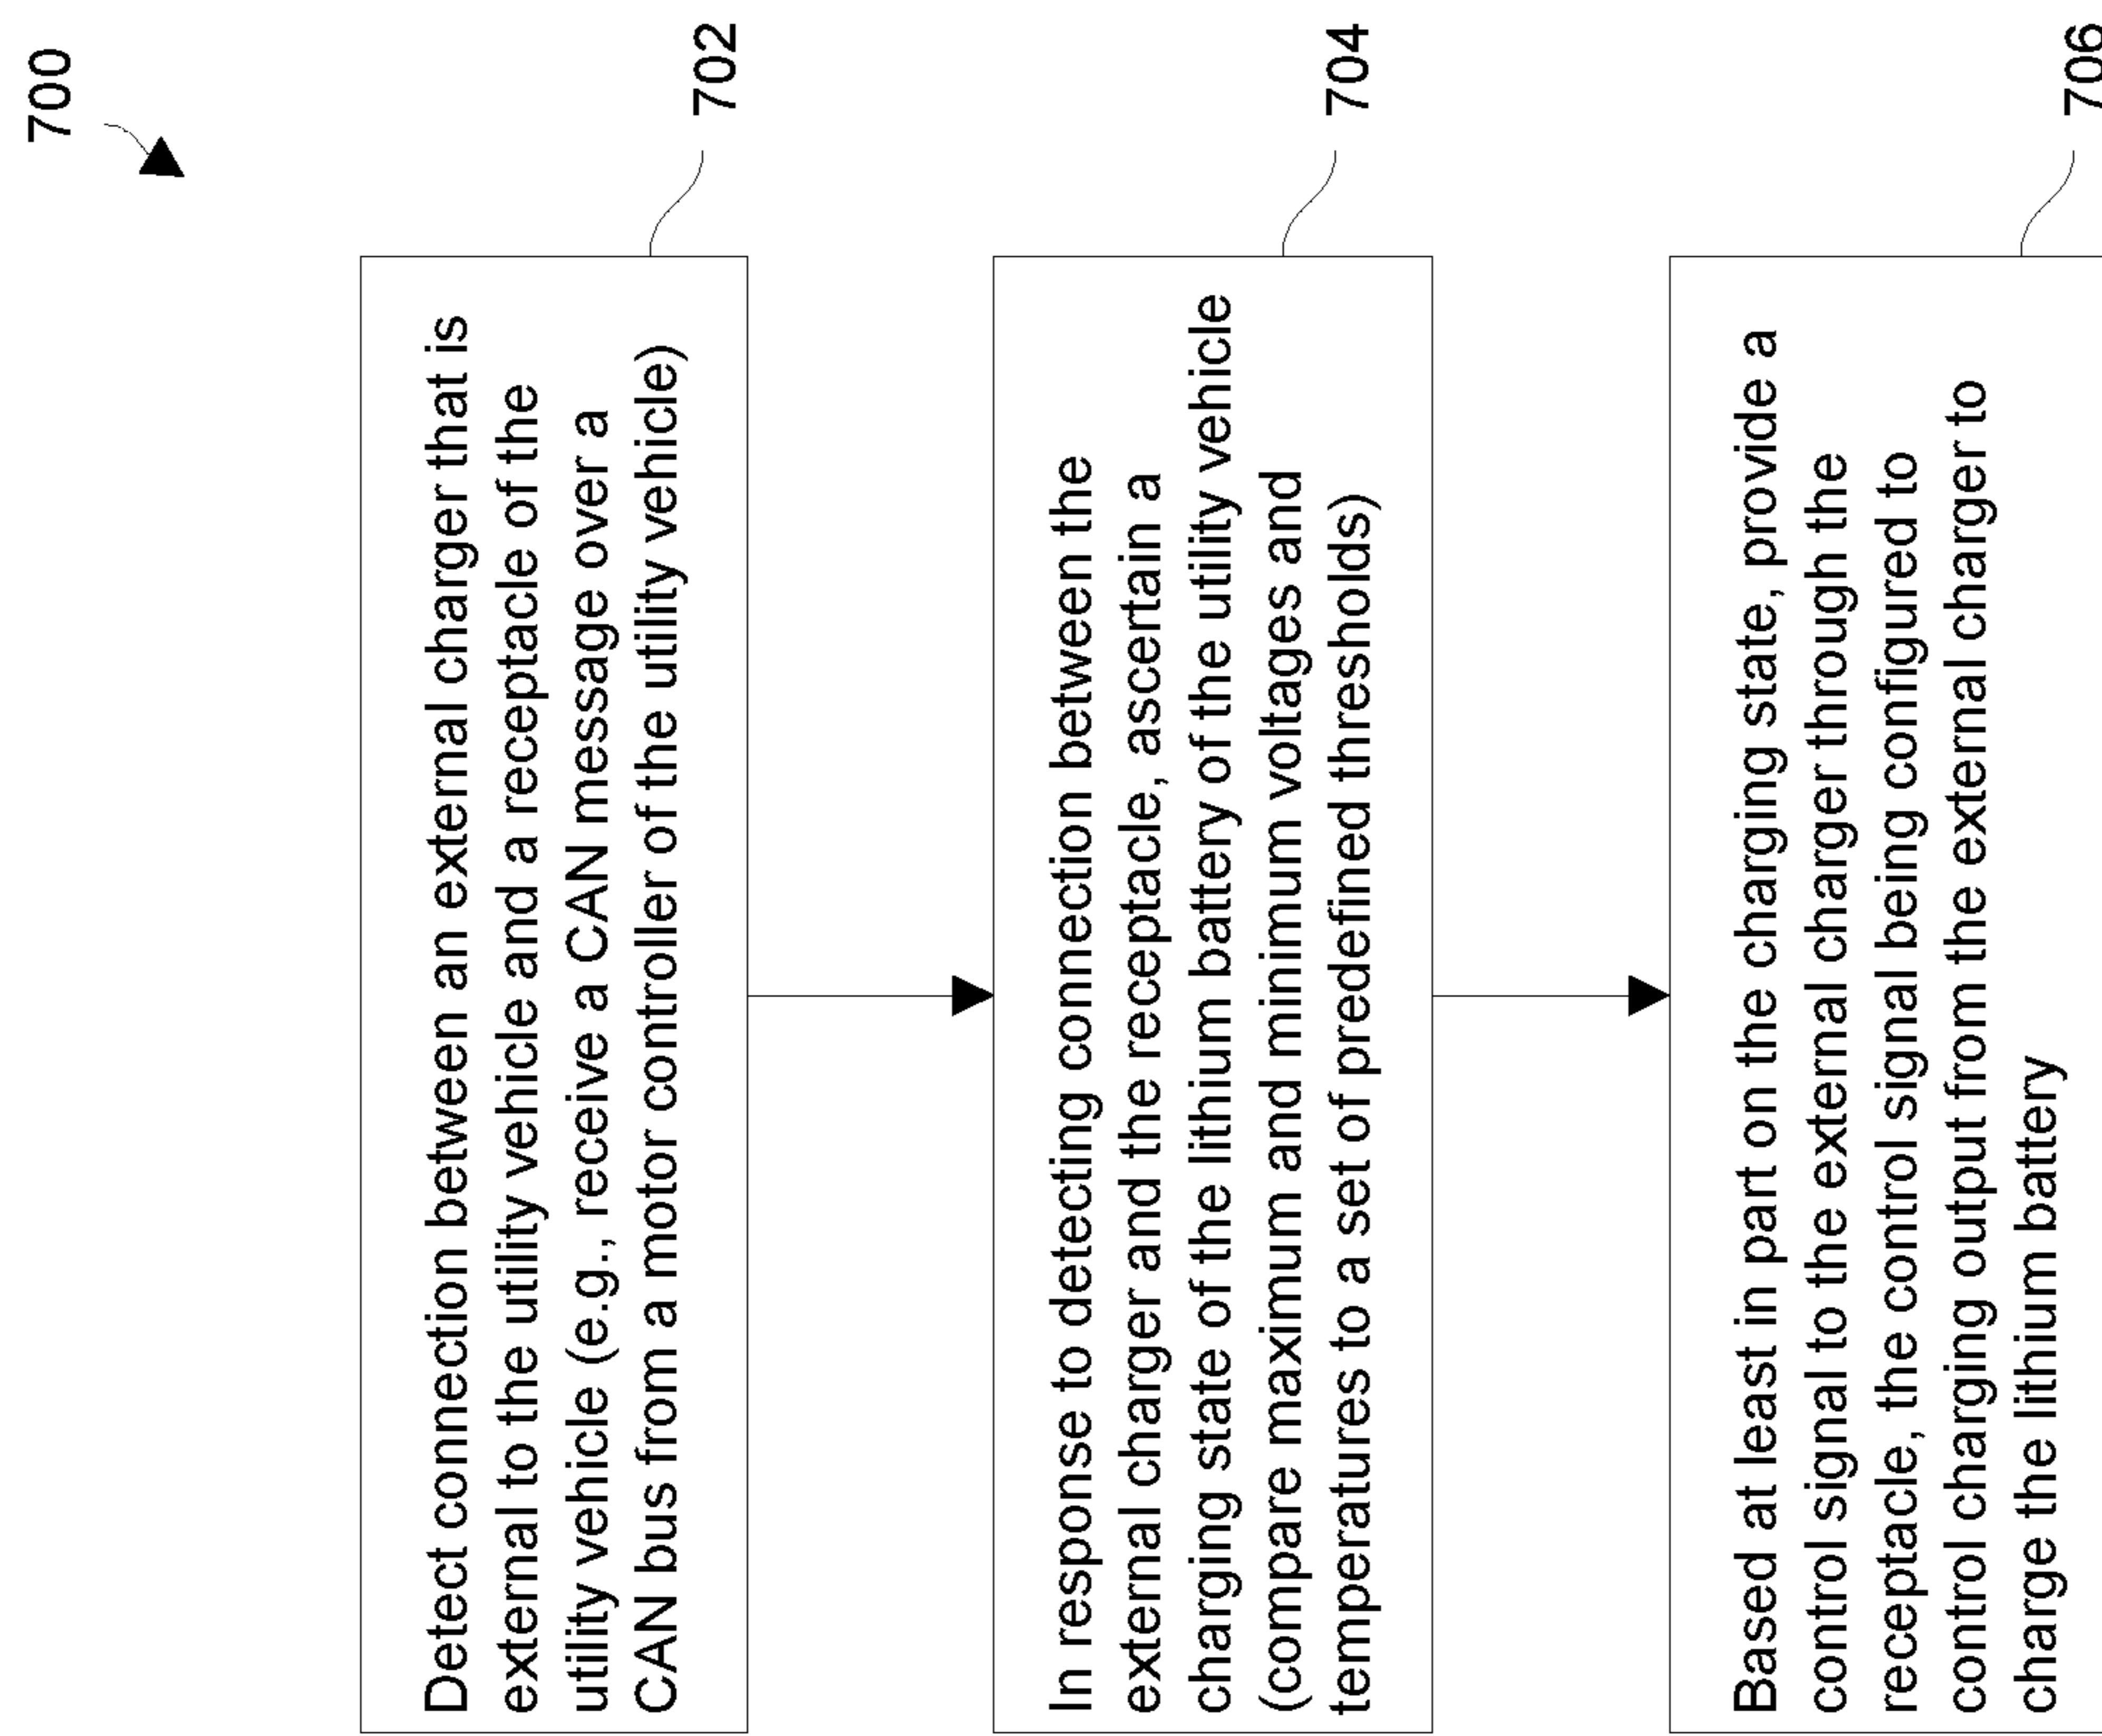 700
Detect connection between an external charger that is
external to the utility vehicle and a receptacle of the
utility vehicle (e.g., receive a CAN message over a
CAN bus from a motor controller of the utility vehicle)
702
In response to detecting connection between the
external charger and the receptacle, ascertain a
charging state of the lithium battery of the utility vehicle
(compare maximum and minimum voltages and
temperatures to a set of predefined thresholds)
704
Based at least in part on the charging state, provide a
control signal to the external charger through the
receptacle, the control signal being configured to
control charging output from the external charger to
charge the lithium battery
706